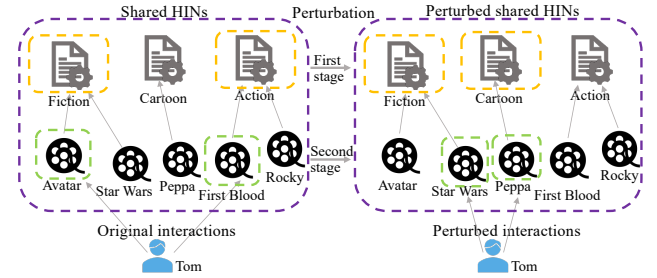 Shared HINs
Perturbation
Perturbed shared HINs
First
stage
Fiction
Cartoon
Action
Fiction
Cartoon
Action
Second
stage
Avatar
Star Wars
Peppa
First Blood
Rocky
Avatar
Star Wars
Peppa
First Blood
Rocky
Original interactions
Perturbed interactions
Tom
Tom